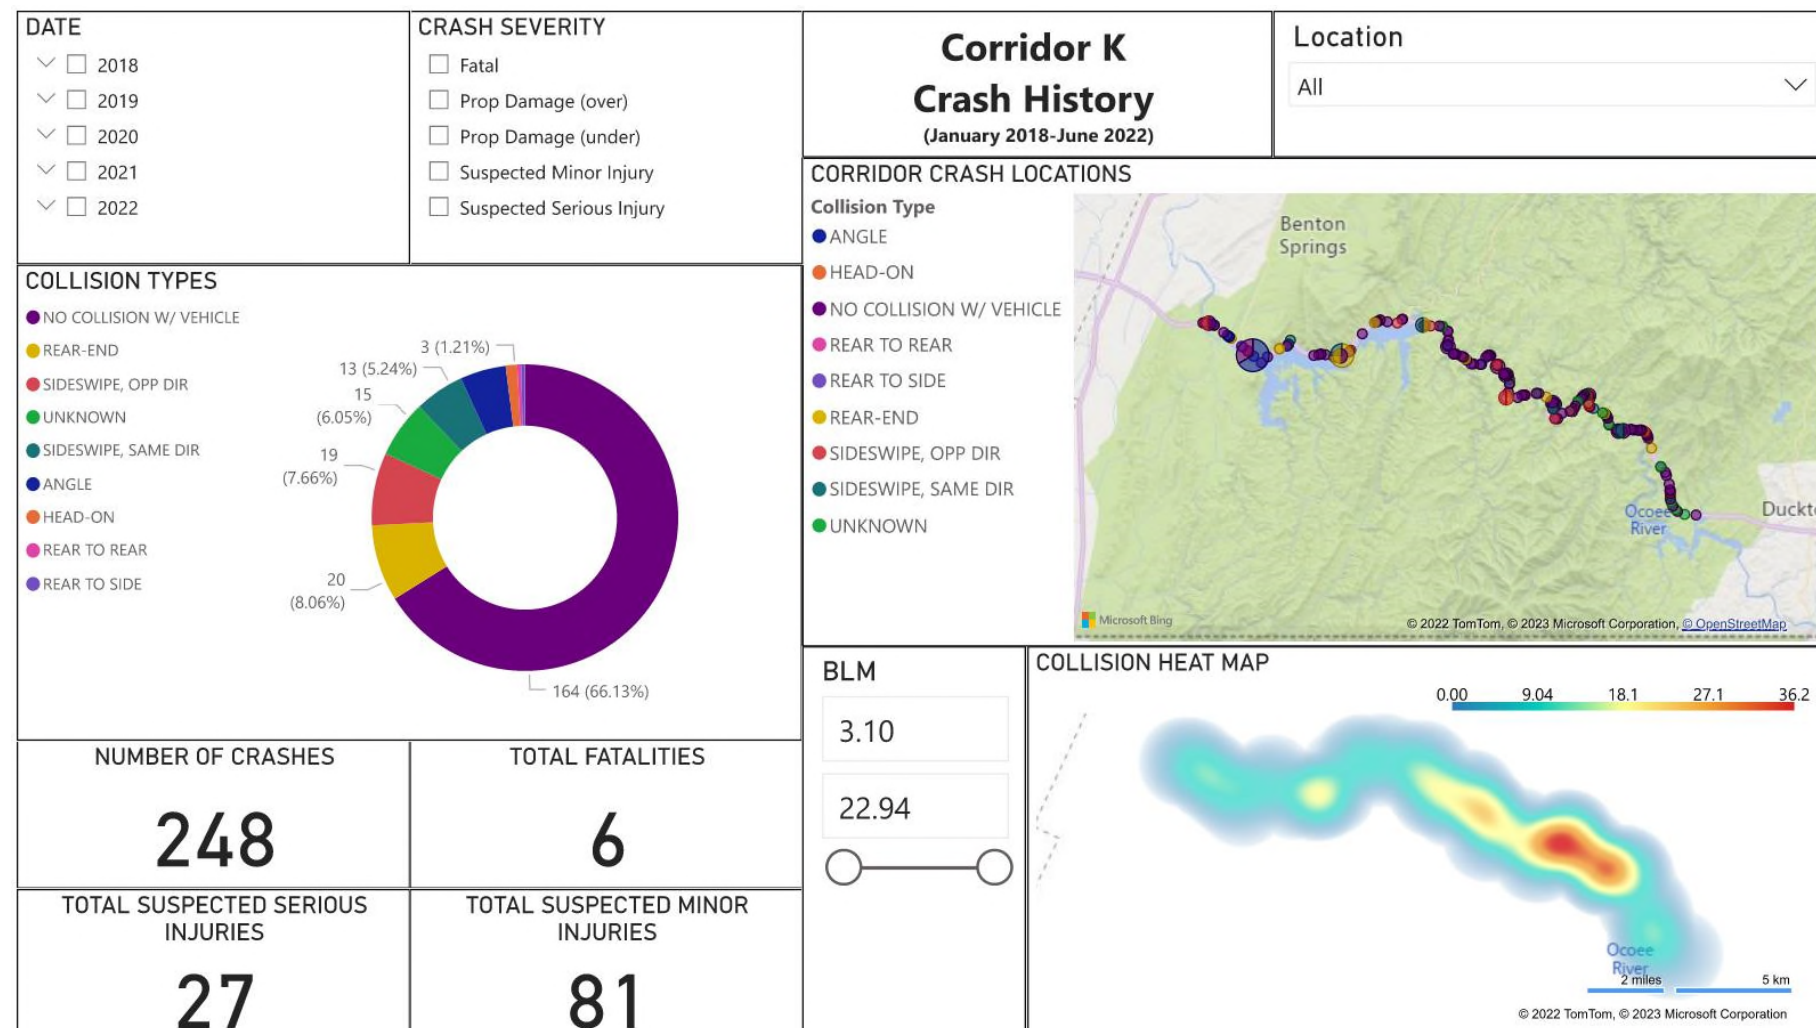 DATE
2018
2019
2020
2021
2022
CRASH SEVERITY
Fatal
Prop Damage (over)
Prop Damage (under)
Suspected Minor Injury
Suspected Serious Injury
Corridor K
Crash History
(January 2018-June 2022)
Location
All
COLLISION TYPES
NO COLLISION W/ VEHICLE
REAR-END
SIDESWIPE, OPP DIR
UNKNOWN
SIDESWIPE, SAME DIR
ANGLE
HEAD-ON
REAR TO REAR
REAR TO SIDE
3 (1.21%)
13 (5.24%)
15
(6.05%)
19
(7.66%)
20
(8.06%)
164 (66.13%)
CORRIDOR CRASH LOCATIONS
Collision Type
ANGLE
HEAD-ON
NO COLLISION W/ VEHICLE
REAR TO REAR
REAR TO SIDE
REAR-END
SIDESWIPE, OPP DIR
SIDESWIPE, SAME DIR
UNKNOWN
Benton
Springs
Ocoee
River
Duckt
Microsoft Bing
© 2022 TomTom, © 2023 Microsoft Corporation, © OpenStreetMap
NUMBER OF CRASHES
248
TOTAL FATALITIES
6
TOTAL SUSPECTED SERIOUS
INJURIES
27
TOTAL SUSPECTED MINOR
INJURIES
81
BLM
3.10
22.94
COLLISION HEAT MAP
0.00 9.04 18.1 27.1 36.2
Ocoee
River
2 miles 5 km
© 2022 TomTom, © 2023 Microsoft Corporation